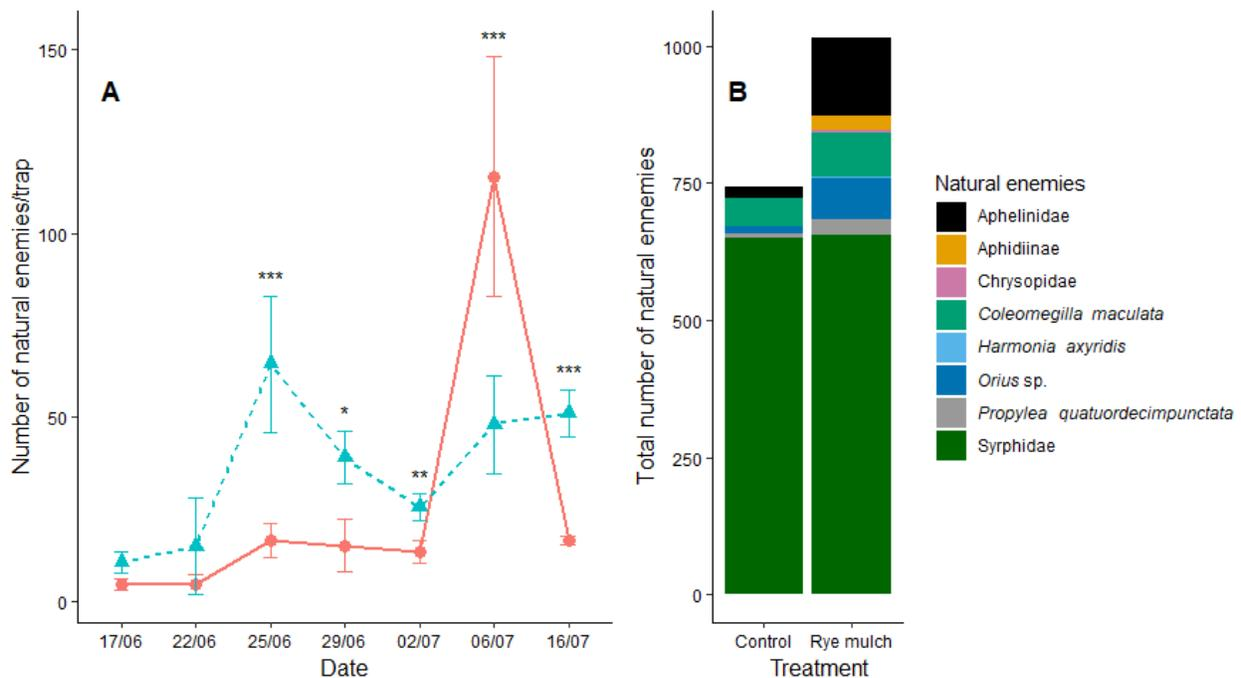 A
Number of natural enemies/trap
150
100
50
0
***
*
**
***
***
17/06 22/06 25/06 29/06 02/07 06/07 16/07
Date
B
Total number of natural ennemies
1000
750
500
250
0
Control Rye mulch
Treatment
Natural enemies
Aphelinidae
Aphidiinae
Chrysopidae
Coleomegilla maculata
Harmonia axyridis
Orius sp.
Propylea quatuordecimpunctata
Syrphidae